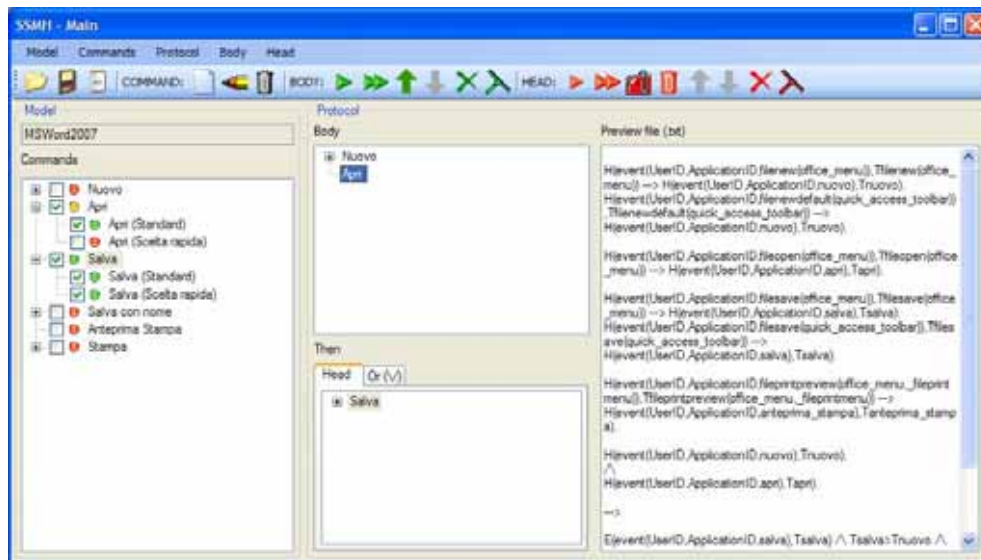 SSMH - Main
Model Commands Protocol Body Head
COMMAND: BODY: HEAD:
Model
MSWord2007
Commands
Nuovo
Apri
Apri (Standard)
Apri (Scelta rapida)
Salva
Salva (Standard)
Salva (Scelta rapida)
Salva con nome
Anteprima Stampa
Stampa
Protocol
Body
Nuovo
Apri
Then
Head Or (\/)
Salva
Preview file (.txt)
H(event(UserID,ApplicationID,filenew(office_menu)),Tfilenew(office_
menu)) --> H(event(UserID,ApplicationID,nuovo),Tnuovo).
H(event(UserID,ApplicationID,filenewdefault(quick_access_toolbar))
,Tfilenewdefault(quick_access_toolbar)) -->
H(event(UserID,ApplicationID,nuovo),Tnuovo).
H(event(UserID,ApplicationID,fileopen(office_menu)),Tfileopen(office
_menu)) --> H(event(UserID,ApplicationID,apri),Tapri).
H(event(UserID,ApplicationID,filesave(office_menu)),Tfilesave(office
_menu)) --> H(event(UserID,ApplicationID,salva),Tsalva).
H(event(UserID,ApplicationID,filesave(quick_access_toolbar)),Tfiles
ave(quick_access_toolbar)) -->
H(event(UserID,ApplicationID,salva),Tsalva).
H(event(UserID,ApplicationID,fileprintpreview(office_menu,_fileprint
menu)),Tfileprintpreview(office_menu,_fileprintmenu)) -->
H(event(UserID,ApplicationID,anteprima_stampa),Tanteprima_stamp
a).
H(event(UserID,ApplicationID,nuovo),Tnuovo).
/\
H(event(UserID,ApplicationID,apri),Tapri).
--->
E(event(UserID,ApplicationID,salva),Tsalva) /\ Tsalva>Tnuovo /\